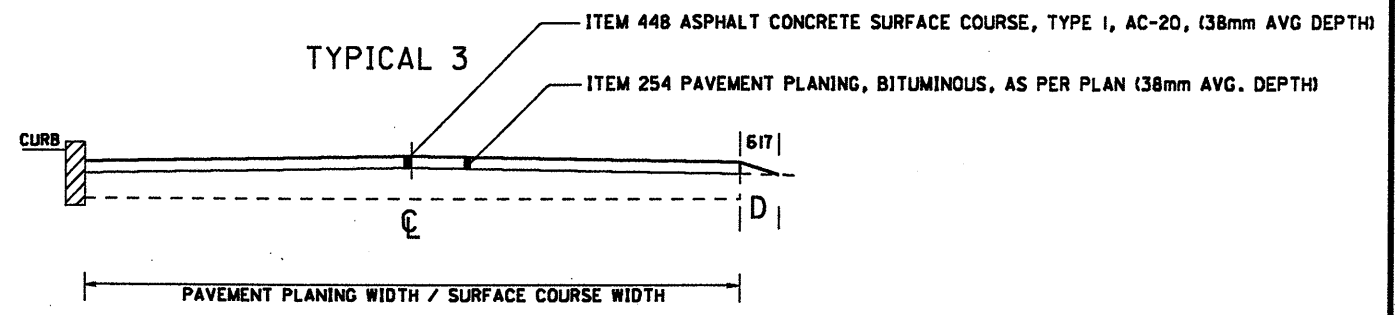 ITEM 448 ASPHALT CONCRETE SURFACE COURSE, TYPE 1, AC-20, (38mm AVG DEPTH)
TYPICAL 3
ITEM 254 PAVEMENT PLANING, BITUMINOUS, AS PER PLAN (38mm AVG. DEPTH)
CURB
617
D
℄
PAVEMENT PLANING WIDTH / SURFACE COURSE WIDTH